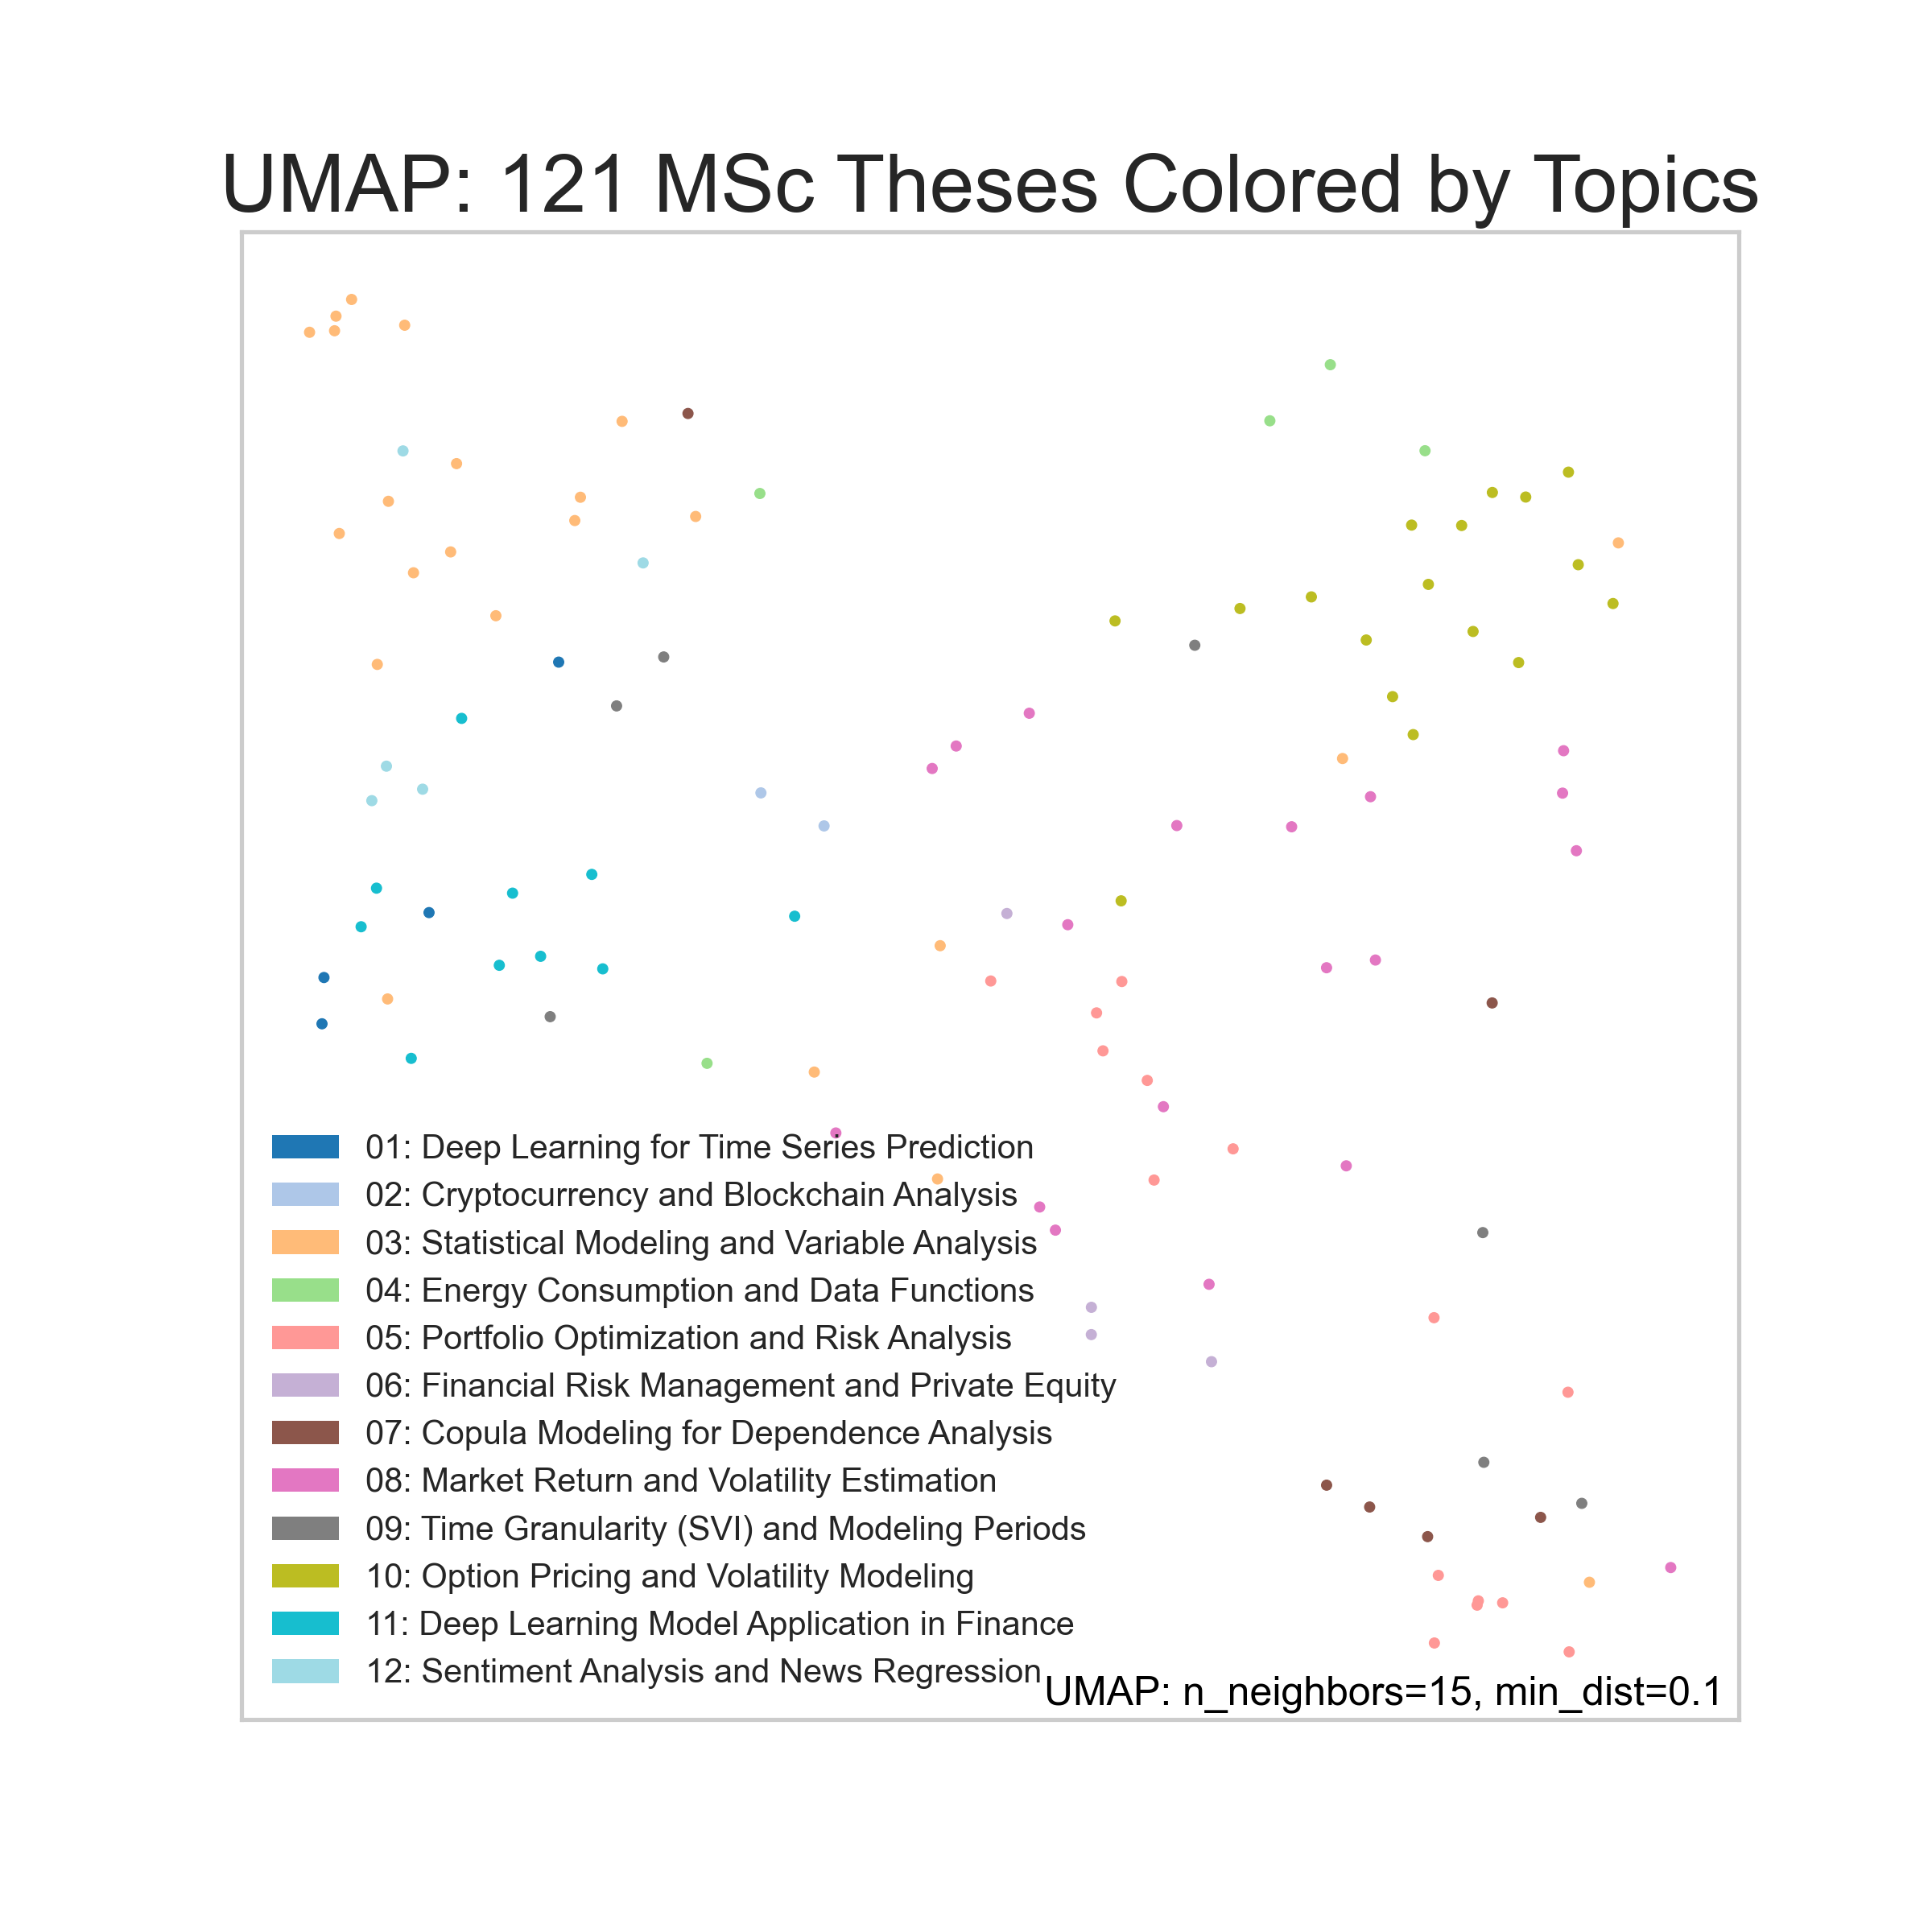 UMAP: 121 MSc Theses Colored by Topics
01: Deep Learning for Time Series Prediction
02: Cryptocurrency and Blockchain Analysis
03: Statistical Modeling and Variable Analysis
04: Energy Consumption and Data Functions
05: Portfolio Optimization and Risk Analysis
06: Financial Risk Management and Private Equity
07: Copula Modeling for Dependence Analysis
08: Market Return and Volatility Estimation
09: Time Granularity (SVI) and Modeling Periods
10: Option Pricing and Volatility Modeling
11: Deep Learning Model Application in Finance
12: Sentiment Analysis and News Regression
UMAP: n_neighbors=15, min_dist=0.1